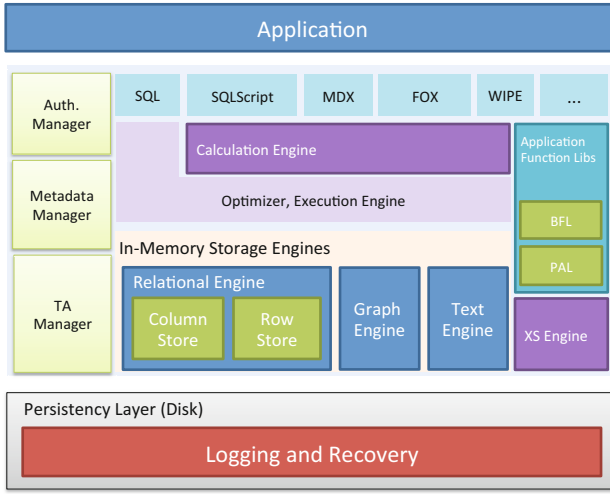 Application
Auth.
Manager
SQL
SQLScript
MDX
FOX
WIPE
...
Calculation Engine
Application
Function Libs
Metadata
Manager
Optimizer, Execution Engine
BFL
In-Memory Storage Engines
PAL
TA
Manager
Relational Engine
Column
Store
Row
Store
Graph
Engine
Text
Engine
XS Engine
Persistency Layer (Disk)
Logging and Recovery